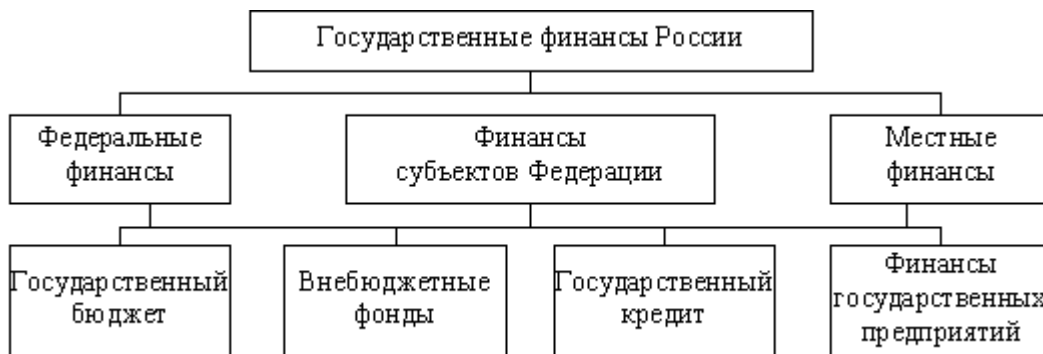 Государственные финансы России
Федеральные
финансы
Финансы
субъектов Федерации
Местные
финансы
Государственный
бюджет
Внебюджетные
фонды
Государственный
кредит
Финансы
государственных
предприятий